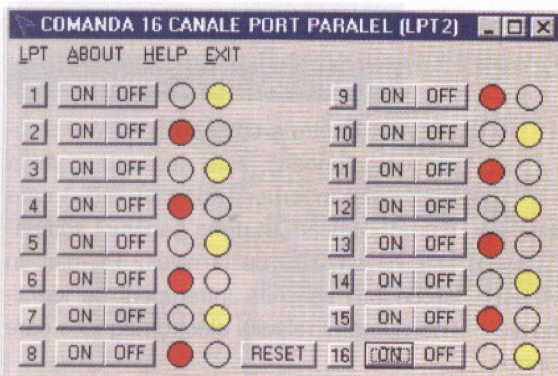 COMANDA 16 CANALE PORT PARALEL (LPT2)
LPT ABOUT HELP EXIT
1 ON OFF
2 ON OFF
3 ON OFF
4 ON OFF
5 ON OFF
6 ON OFF
7 ON OFF
8 ON OFF RESET
9 ON OFF
10 ON OFF
11 ON OFF
12 ON OFF
13 ON OFF
14 ON OFF
15 ON OFF
16 ON OFF